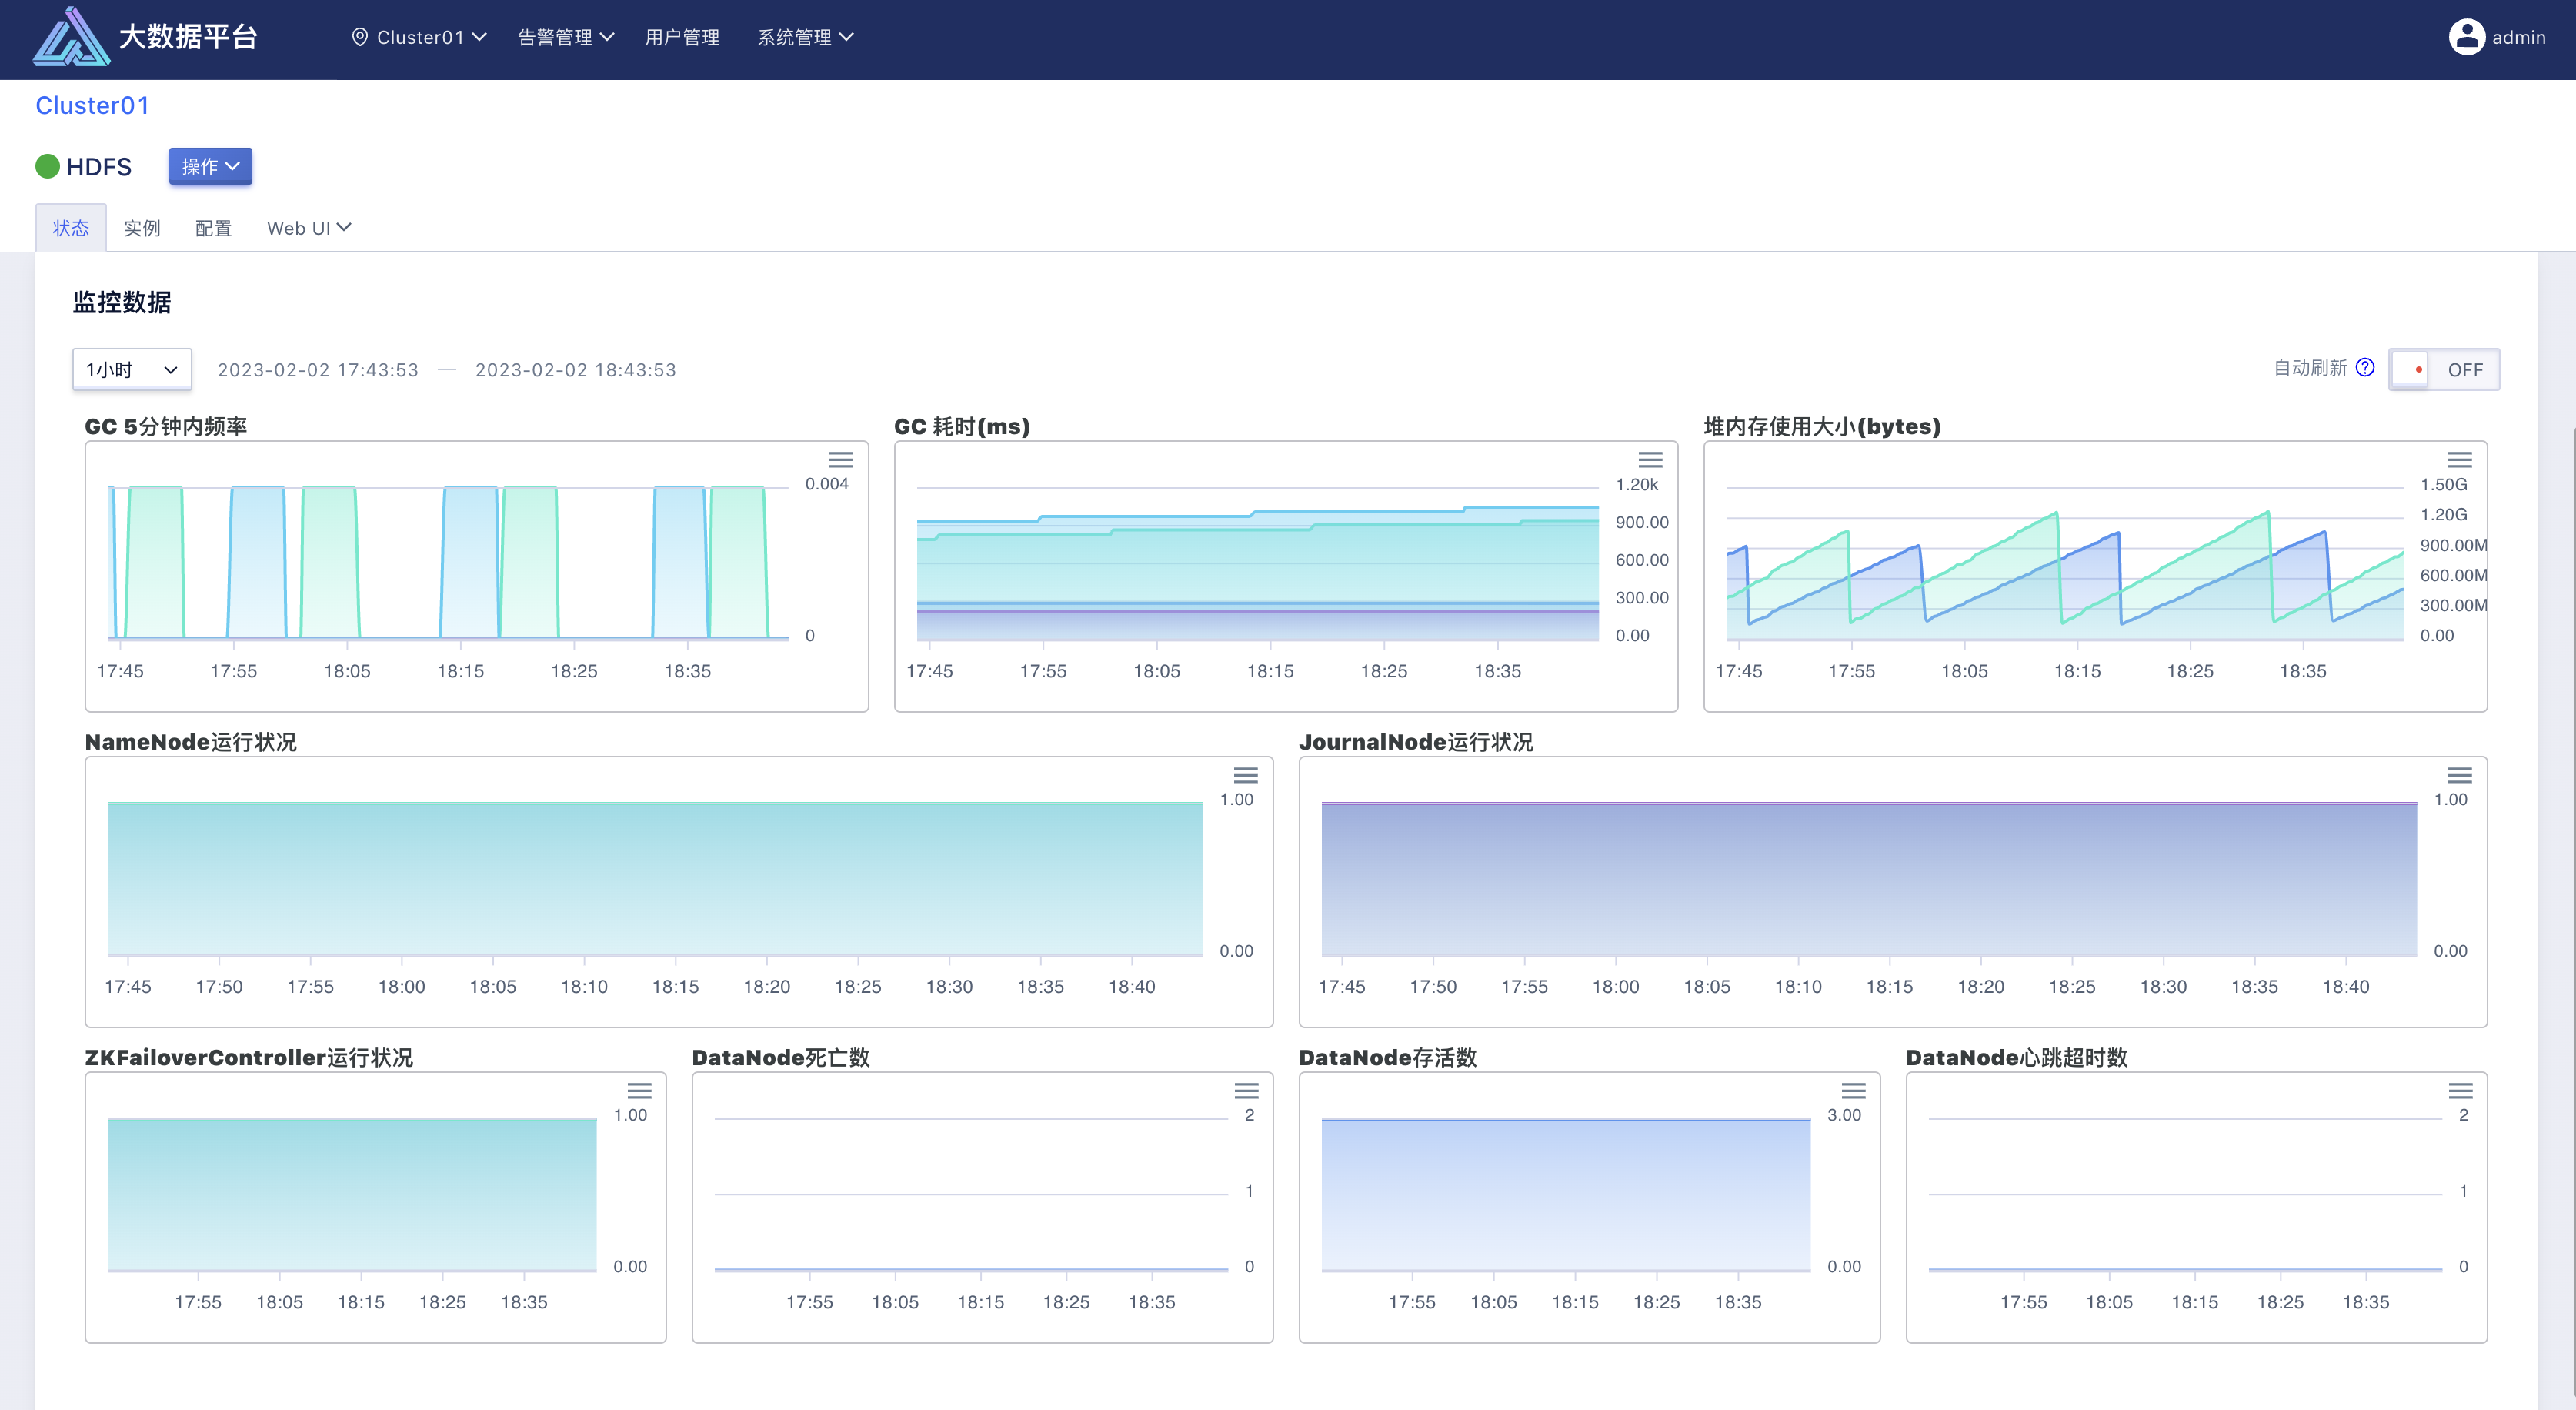 大数据平台
Cluster01 告警管理 用户管理 系统管理 admin
Cluster01
HDFS 操作
状态 实例 配置 Web UI
监控数据
1小时 2023-02-02 17:43:53 — 2023-02-02 18:43:53 自动刷新 ? OFF
GC 5分钟内频率
0.004
0
17:45 17:55 18:05 18:15 18:25 18:35
GC 耗时(ms)
1.20k
900.00
600.00
300.00
0.00
17:45 17:55 18:05 18:15 18:25 18:35
堆内存使用大小(bytes)
1.50G
1.20G
900.00M
600.00M
300.00M
0.00
17:45 17:55 18:05 18:15 18:25 18:35
NameNode运行状况
1.00
0.00
17:45 17:50 17:55 18:00 18:05 18:10 18:15 18:20 18:25 18:30 18:35 18:40
JournalNode运行状况
1.00
0.00
17:45 17:50 17:55 18:00 18:05 18:10 18:15 18:20 18:25 18:30 18:35 18:40
ZKFailoverController运行状况
1.00
0.00
17:55 18:05 18:15 18:25 18:35
DataNode死亡数
2
1
0
17:55 18:05 18:15 18:25 18:35
DataNode存活数
3.00
0.00
17:55 18:05 18:15 18:25 18:35
DataNode心跳超时数
2
1
0
17:55 18:05 18:15 18:25 18:35